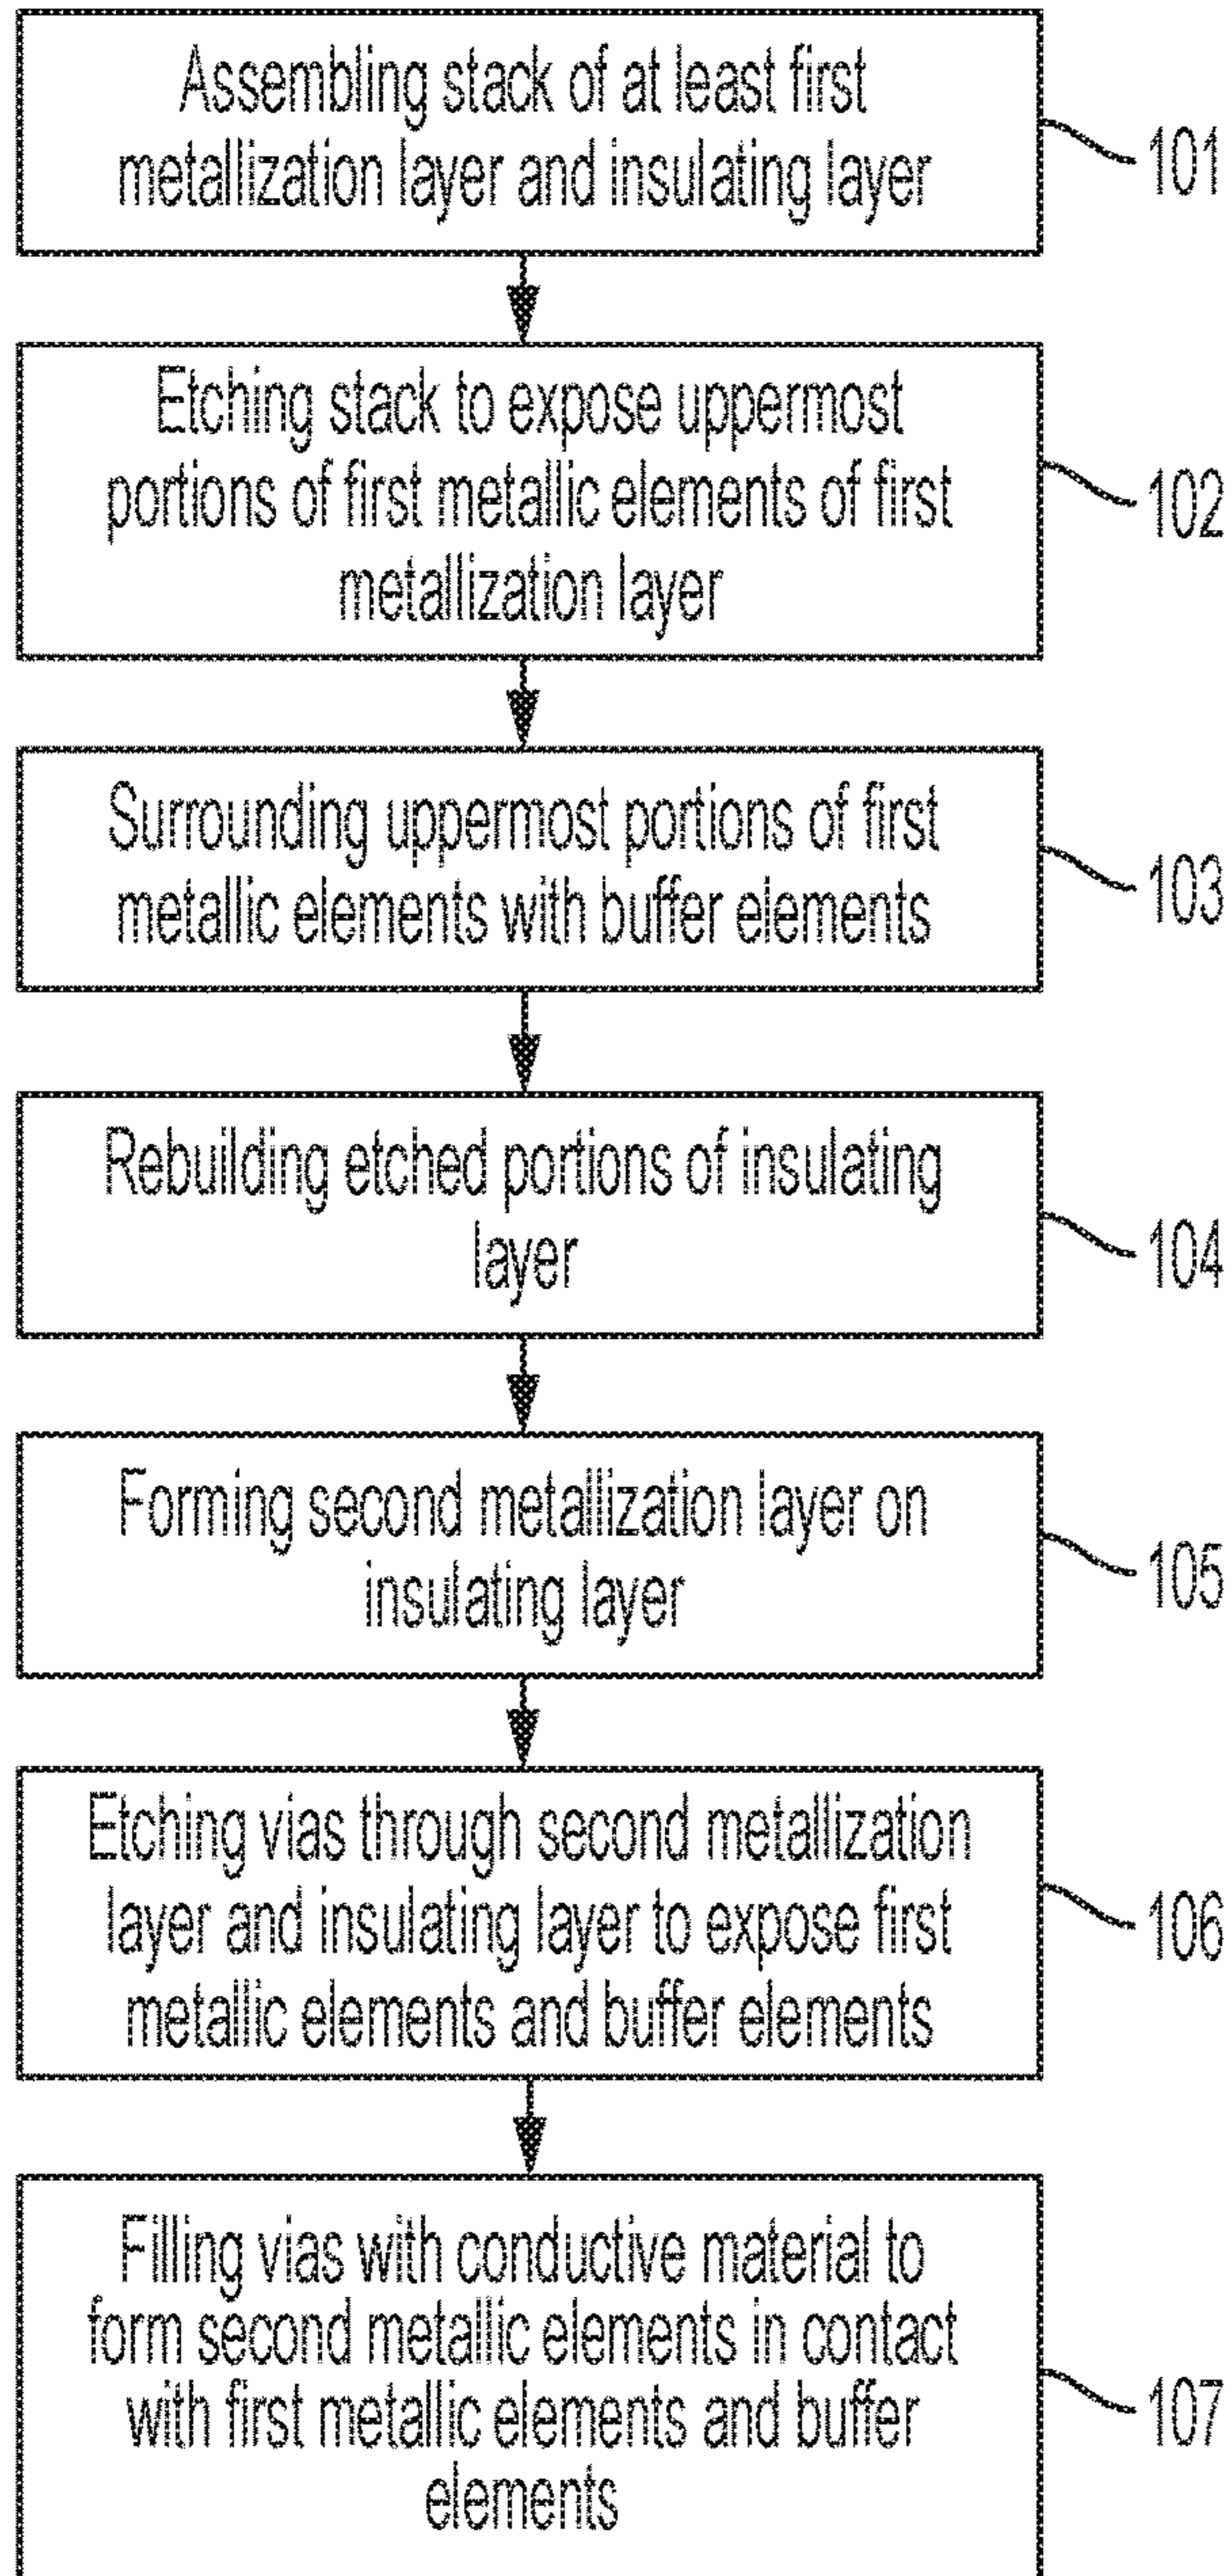 Assembling stack of at least first
metallization layer and insulating layer
101
Etching stack to expose uppermost
portions of first metallic elements of first
metallization layer
102
Surrounding uppermost portions of first
metallic elements with buffer elements
103
Rebuilding etched portions of insulating
layer
104
Forming second metallization layer on
insulating layer
105
Etching vias through second metallization
layer and insulating layer to expose first
metallic elements and buffer elements
106
Filling vias with conductive material to
form second metallic elements in contact
with first metallic elements and buffer
elements
107